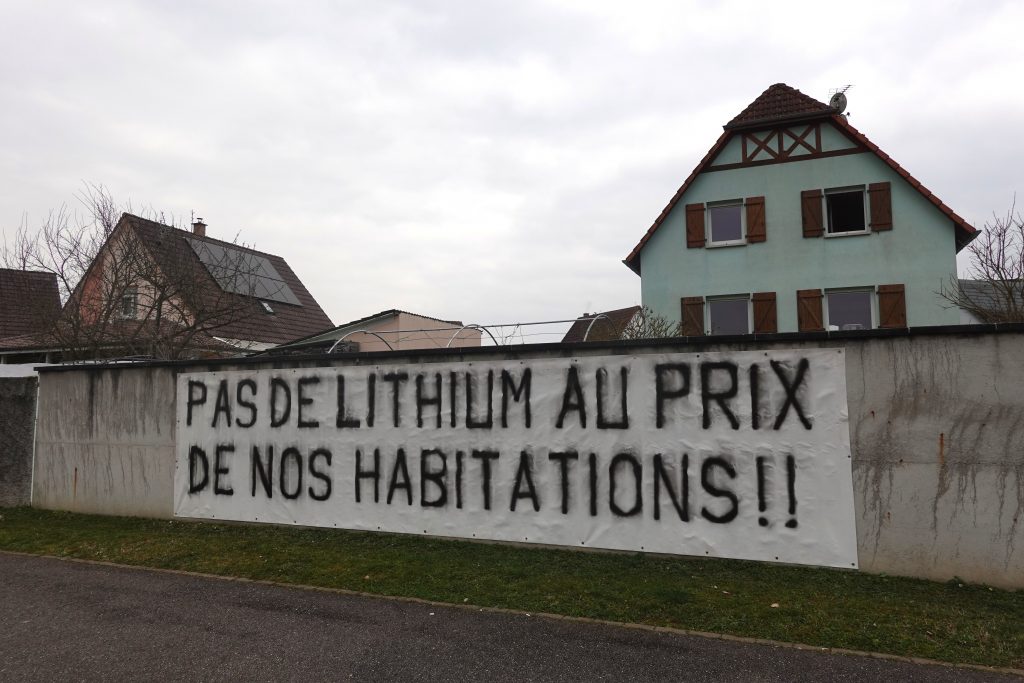 PAS DE LITHIUM AU PRIX
DE NOS HABITATIONS!!